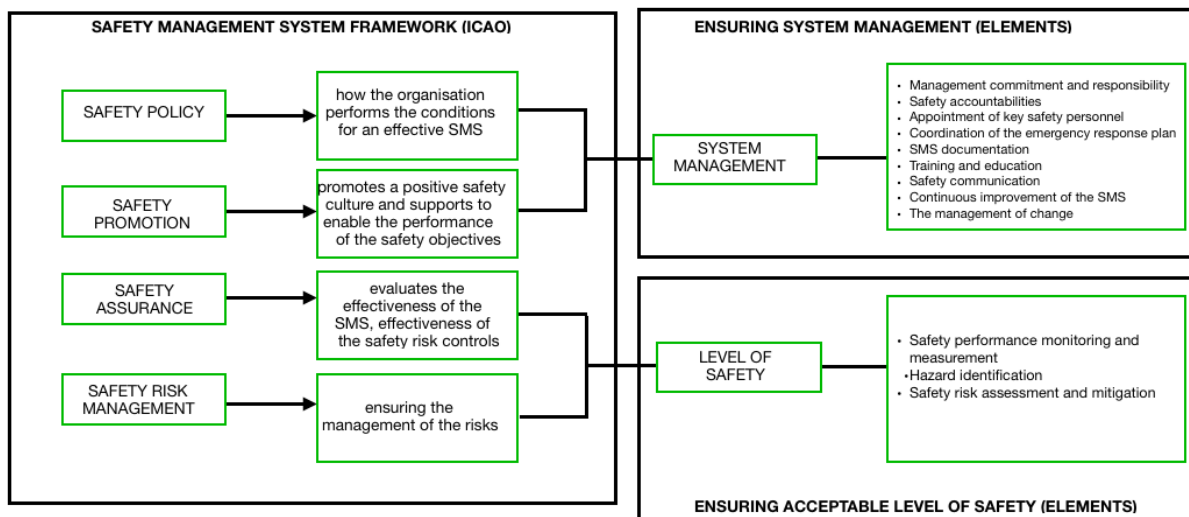 SAFETY MANAGEMENT SYSTEM FRAMEWORK (ICAO)
SAFETY POLICY
how the organisation
performs the conditions
for an effective SMS
SAFETY
PROMOTION
promotes a positive safety
culture and supports to
enable the performance
of the safety objectives
SAFETY
ASSURANCE
evaluates the
effectiveness of the
SMS, effectiveness of
the safety risk controls
SAFETY RISK
MANAGEMENT
ensuring the
management of the risks
ENSURING SYSTEM MANAGEMENT (ELEMENTS)
SYSTEM
MANAGEMENT
• Management commitment and responsibility
• Safety accountabilities
• Appointment of key safety personnel
• Coordination of the emergency response plan
• SMS documentation
• Training and education
• Safety communication
• Continuous improvement of the SMS
• The management of change
LEVEL OF
SAFETY
• Safety performance monitoring and
measurement
•Hazard identification
• Safety risk assessment and mitigation
ENSURING ACCEPTABLE LEVEL OF SAFETY (ELEMENTS)